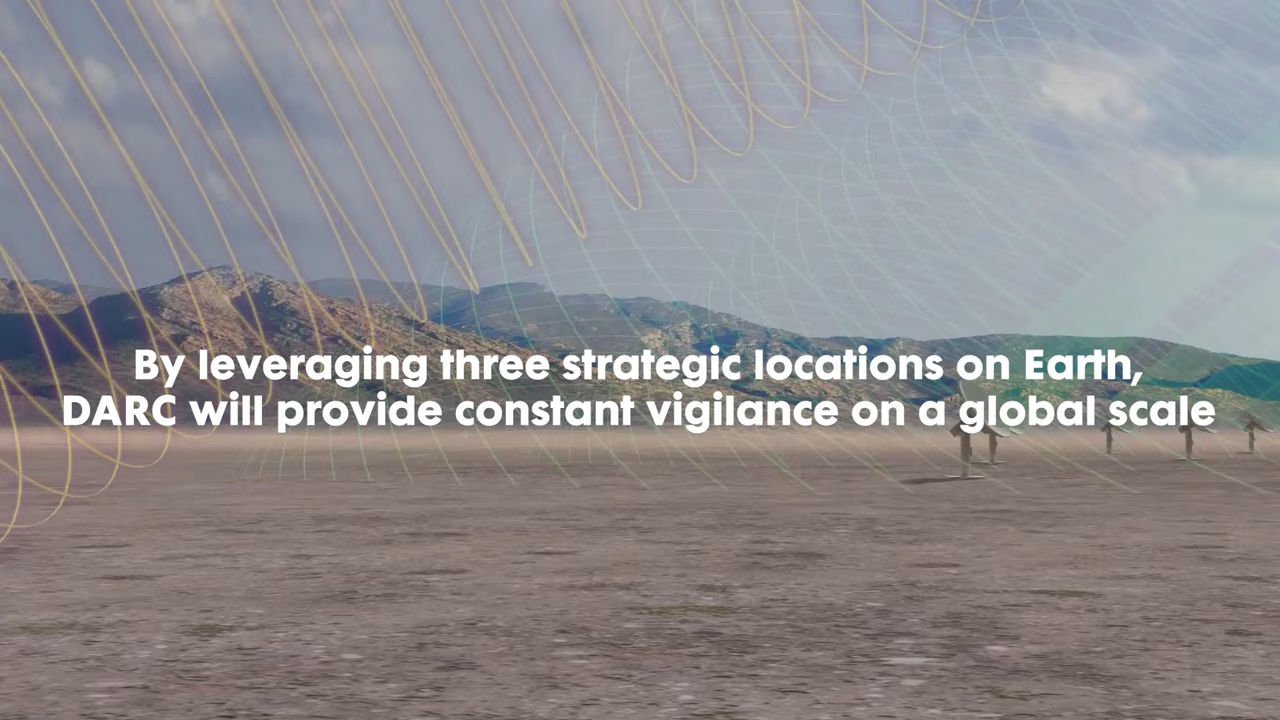 By leveraging three strategic locations on Earth,
DARC will provide constant vigilance on a global scale